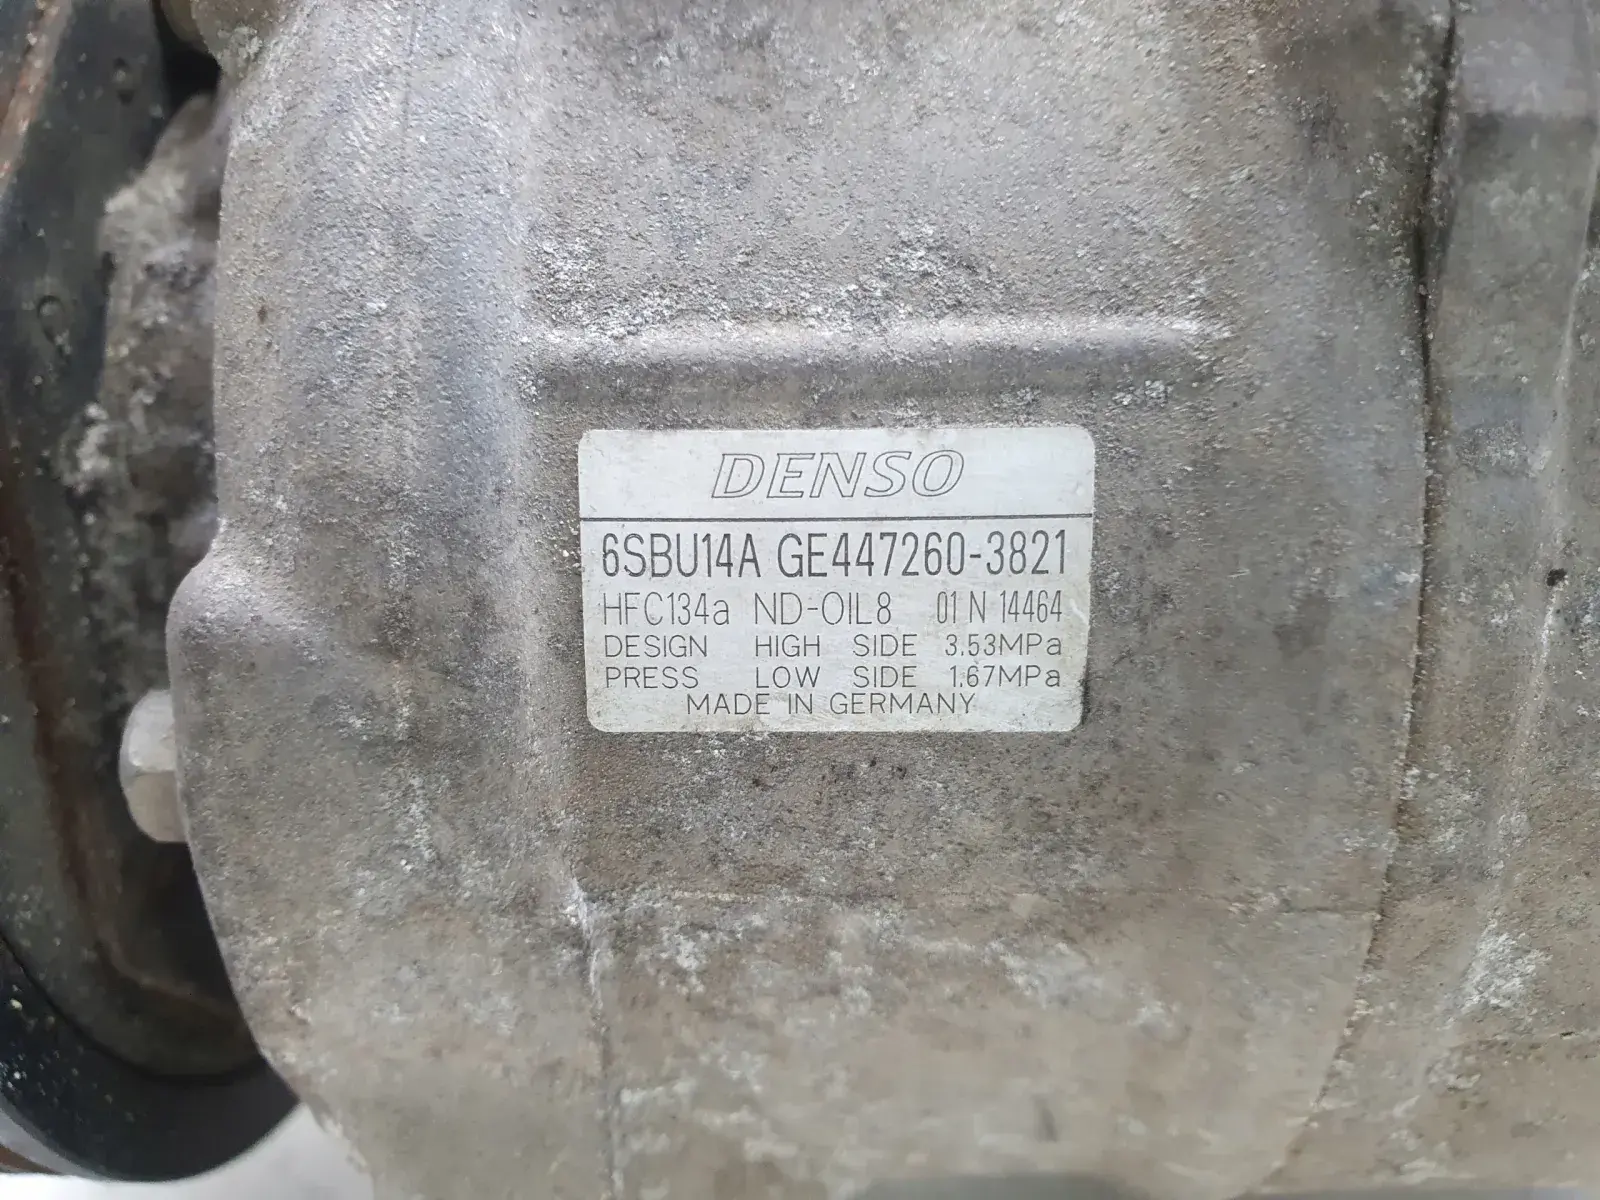 DENSO
6SBU14A GE447260-3821
HFC134a ND-OIL8 01 N 14464
DESIGN HIGH SIDE 3.53MPa
PRESS LOW SIDE 1.67MPa
MADE IN GERMANY